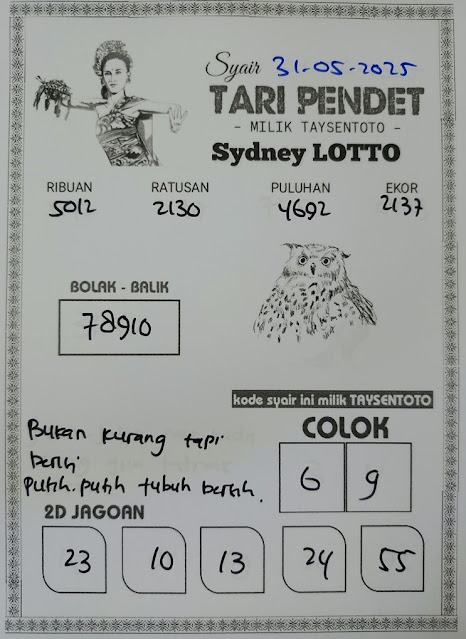 Syair 31-05-2025
TARI PENDET
- MILIK TAYSENTOTO -
Sydney LOTTO
RIBUAN RATUSAN PULUHAN EKOR
5012 2130 4692 2137
BOLAK - BALIK
78910
kode syair ini milik TAYSENTOTO
COLOK
6 9
Bukan kurang tapi
putih. putih tubuh bersih.
2D JAGOAN
23 10 13 24 55